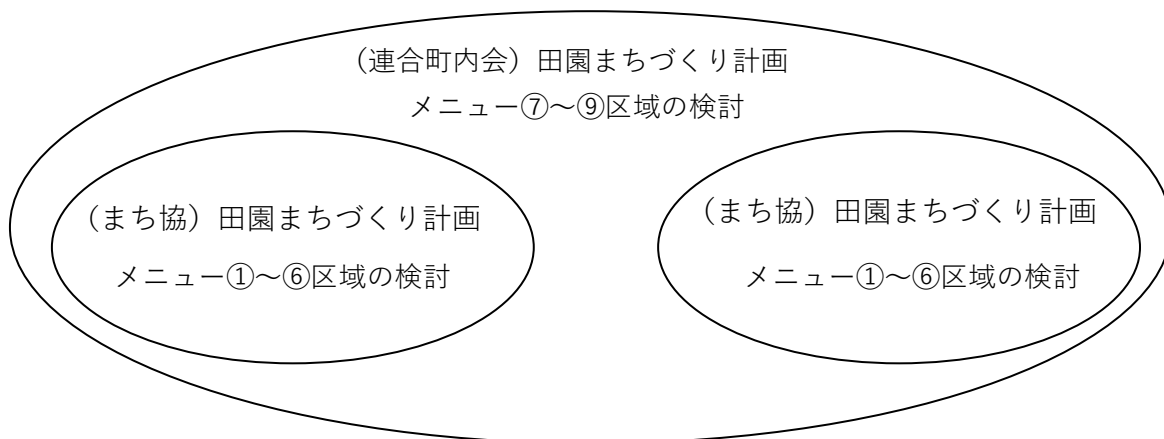 （連合町内会）田園まちづくり計画
メニュー⑦～⑨区域の検討
（まち協）田園まちづくり計画
メニュー①～⑥区域の検討
（まち協）田園まちづくり計画
メニュー①～⑥区域の検討